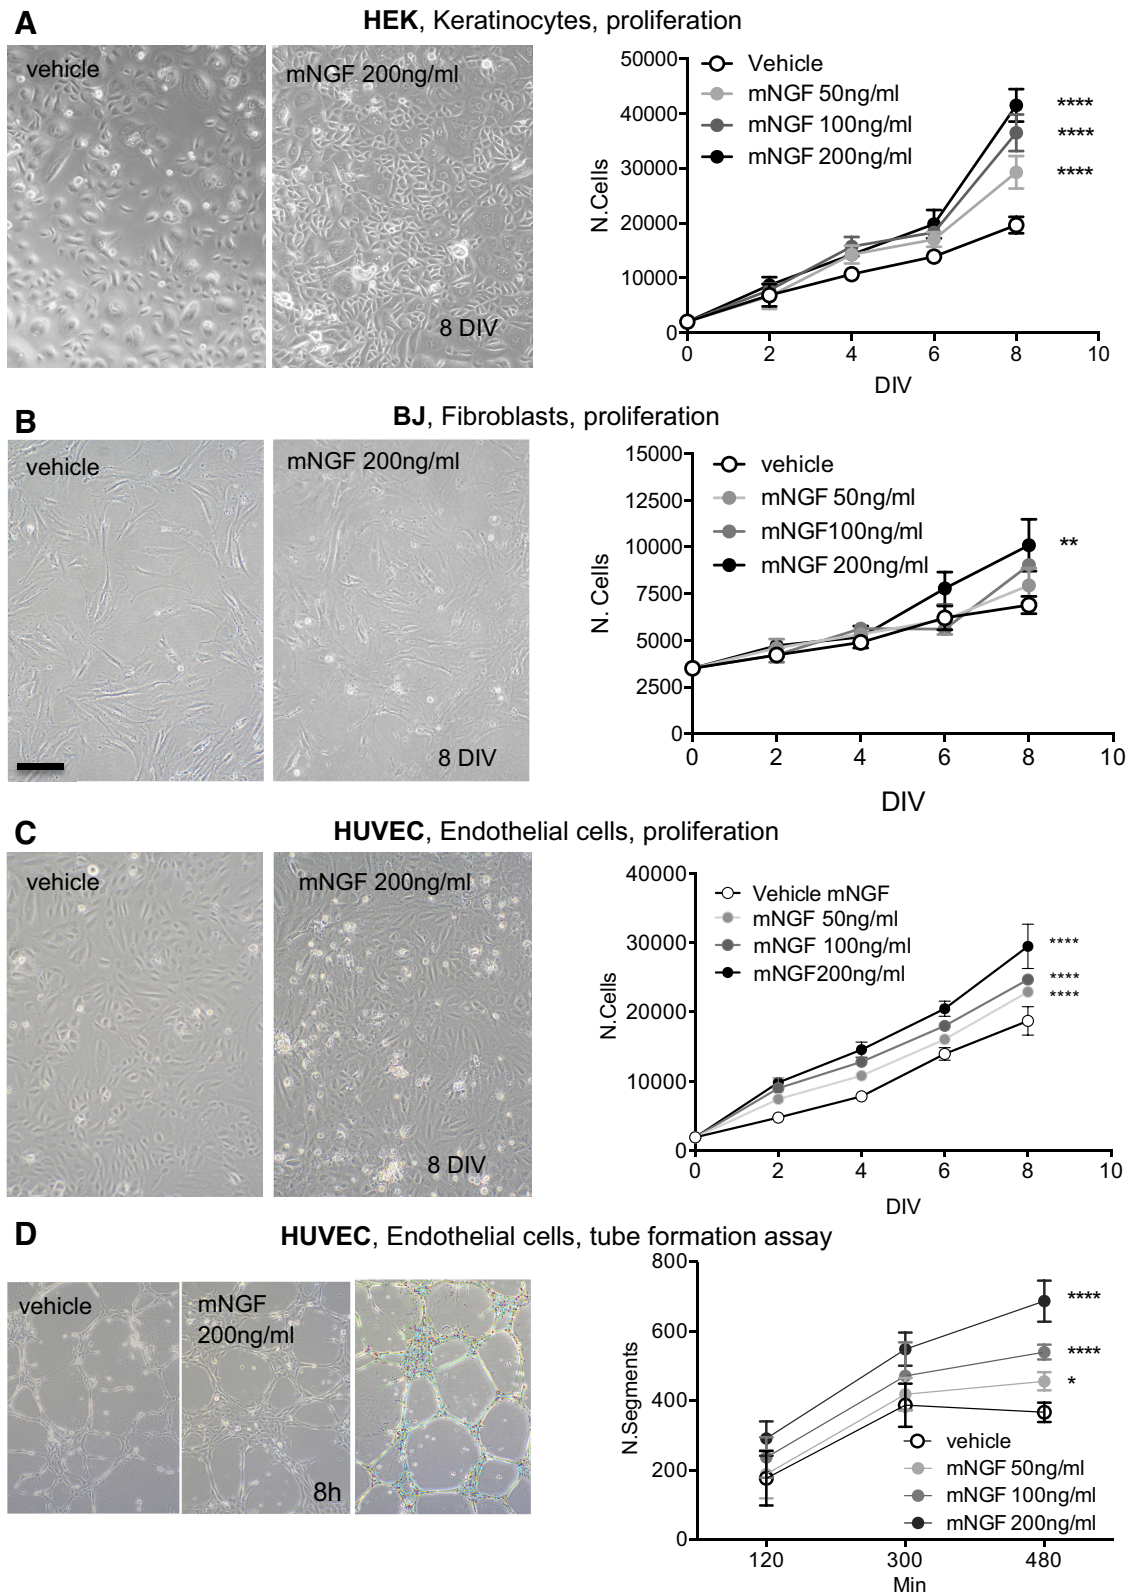 A
HEK, Keratinocytes, proliferation
vehicle
mNGF 200ng/ml
8 DIV
50000
40000
30000
20000
10000
0
N.Cells
Vehicle
mNGF 50ng/ml
mNGF 100ng/ml
mNGF 200ng/ml
****
****
****
0 2 4 6 8 10
DIV
B
BJ, Fibroblasts, proliferation
vehicle
mNGF 200ng/ml
8 DIV
15000
12500
10000
7500
5000
2500
0
N. Cells
vehicle
mNGF 50ng/ml
mNGF100ng/ml
mNGF 200ng/ml
**
0 2 4 6 8 10
DIV
C
HUVEC, Endothelial cells, proliferation
vehicle
mNGF 200ng/ml
8 DIV
40000
30000
20000
10000
0
N.Cells
Vehicle mNGF
mNGF 50ng/ml
mNGF 100ng/ml
mNGF200ng/ml
****
****
****
0 2 4 6 8 10
DIV
D
HUVEC, Endothelial cells, tube formation assay
vehicle
mNGF
200ng/ml
8h
800
600
400
200
0
N.Segments
****
****
*
vehicle
mNGF 50ng/ml
mNGF 100ng/ml
mNGF 200ng/ml
120 300 480
Min